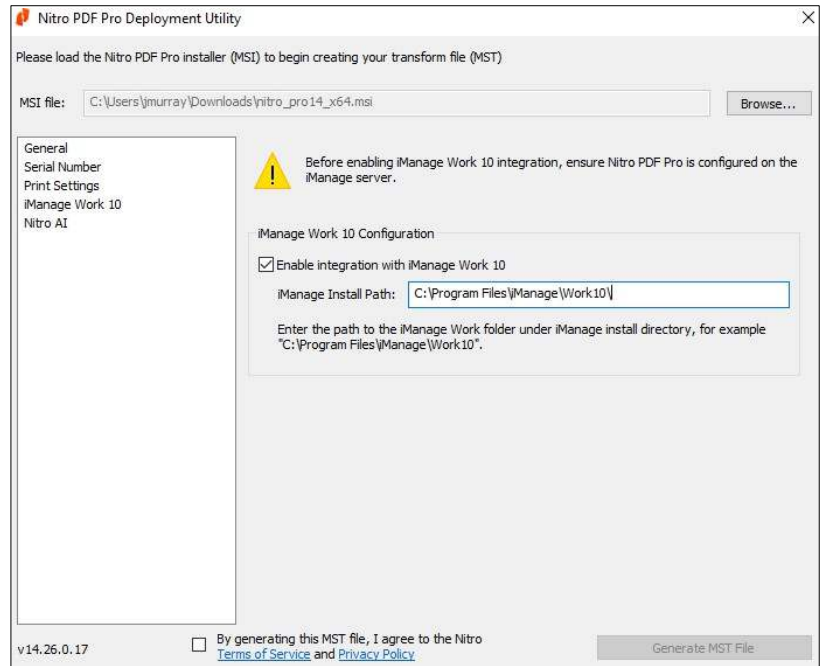 Nitro PDF Pro Deployment Utility
Please load the Nitro PDF Pro installer (MSI) to begin creating your transform file (MST)
MSI file: C:\Users\jmurray\Downloads\nitro_pro14_x64.msi Browse...
General
Serial Number
Print Settings
iManage Work 10
Nitro AI
Before enabling iManage Work 10 integration, ensure Nitro PDF Pro is configured on the
iManage server.
iManage Work 10 Configuration
Enable integration with iManage Work 10
iManage Install Path: C:\Program Files\iManage\Work10\
Enter the path to the iManage Work folder under iManage install directory, for example
"C:\Program Files\iManage\Work10".
v14.26.0.17
By generating this MST file, I agree to the Nitro
Terms of Service and Privacy Policy
Generate MST File